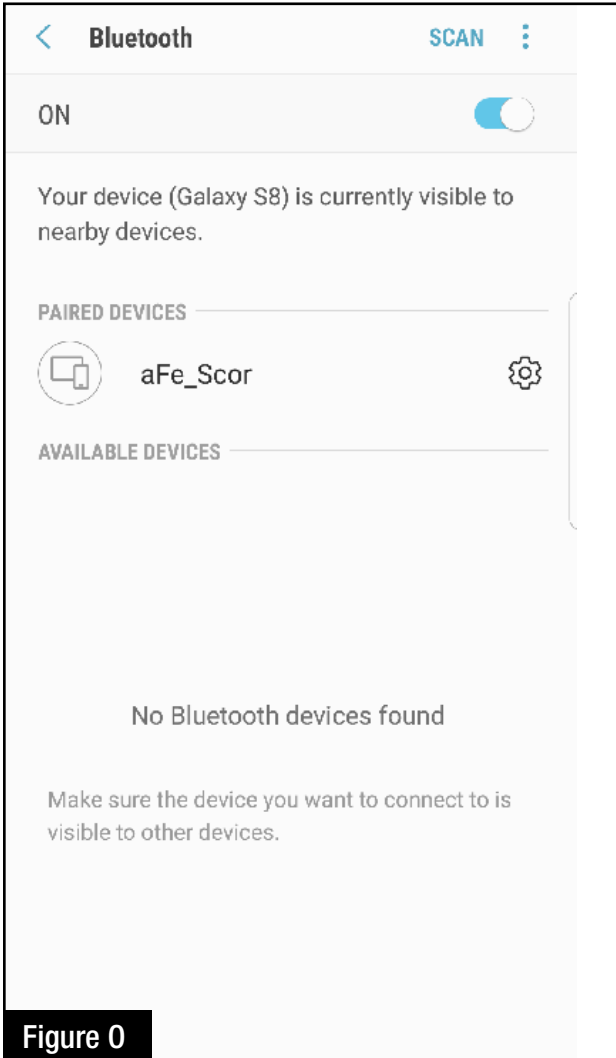 Bluetooth SCAN
ON
Your device (Galaxy S8) is currently visible to
nearby devices.
PAIRED DEVICES
aFe_Scor
AVAILABLE DEVICES
No Bluetooth devices found
Make sure the device you want to connect to is
visible to other devices.
Figure O